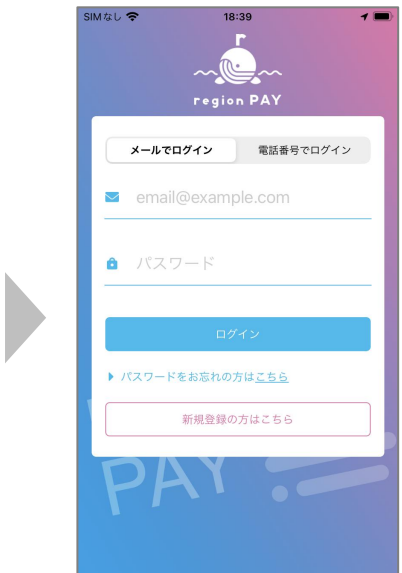 SIMなし
18:39
r
region PAY
メールでログイン
電話番号でログイン
email@example.com
パスワード
ログイン
パスワードをお忘れの方はこちら
新規登録の方はこちら
PAY